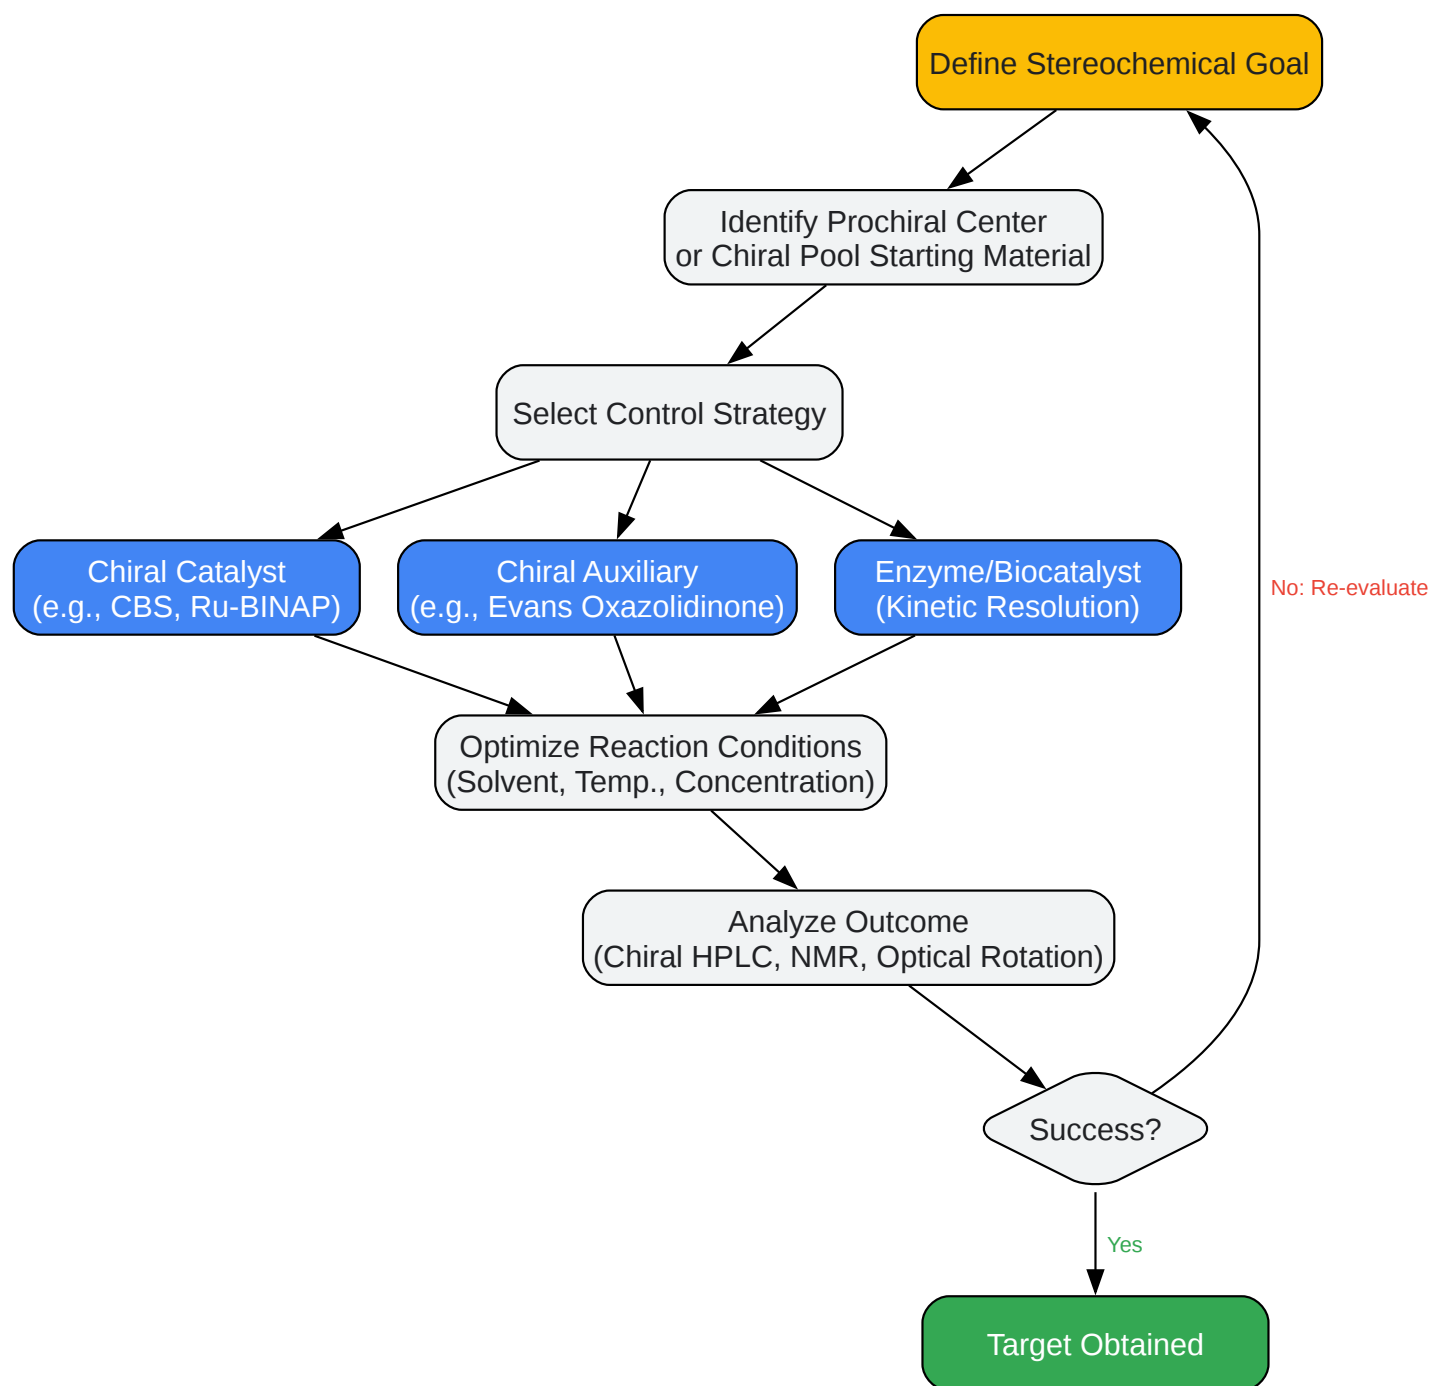 Define Stereochemical Goal
Identify Prochiral Center
or Chiral Pool Starting Material
Select Control Strategy
Chiral Catalyst
(e.g., CBS, Ru-BINAP)
Chiral Auxiliary
(e.g., Evans Oxazolidinone)
Enzyme/Biocatalyst
(Kinetic Resolution)
No: Re-evaluate
Optimize Reaction Conditions
(Solvent, Temp., Concentration)
Analyze Outcome
(Chiral HPLC, NMR, Optical Rotation)
Success?
Yes
Target Obtained